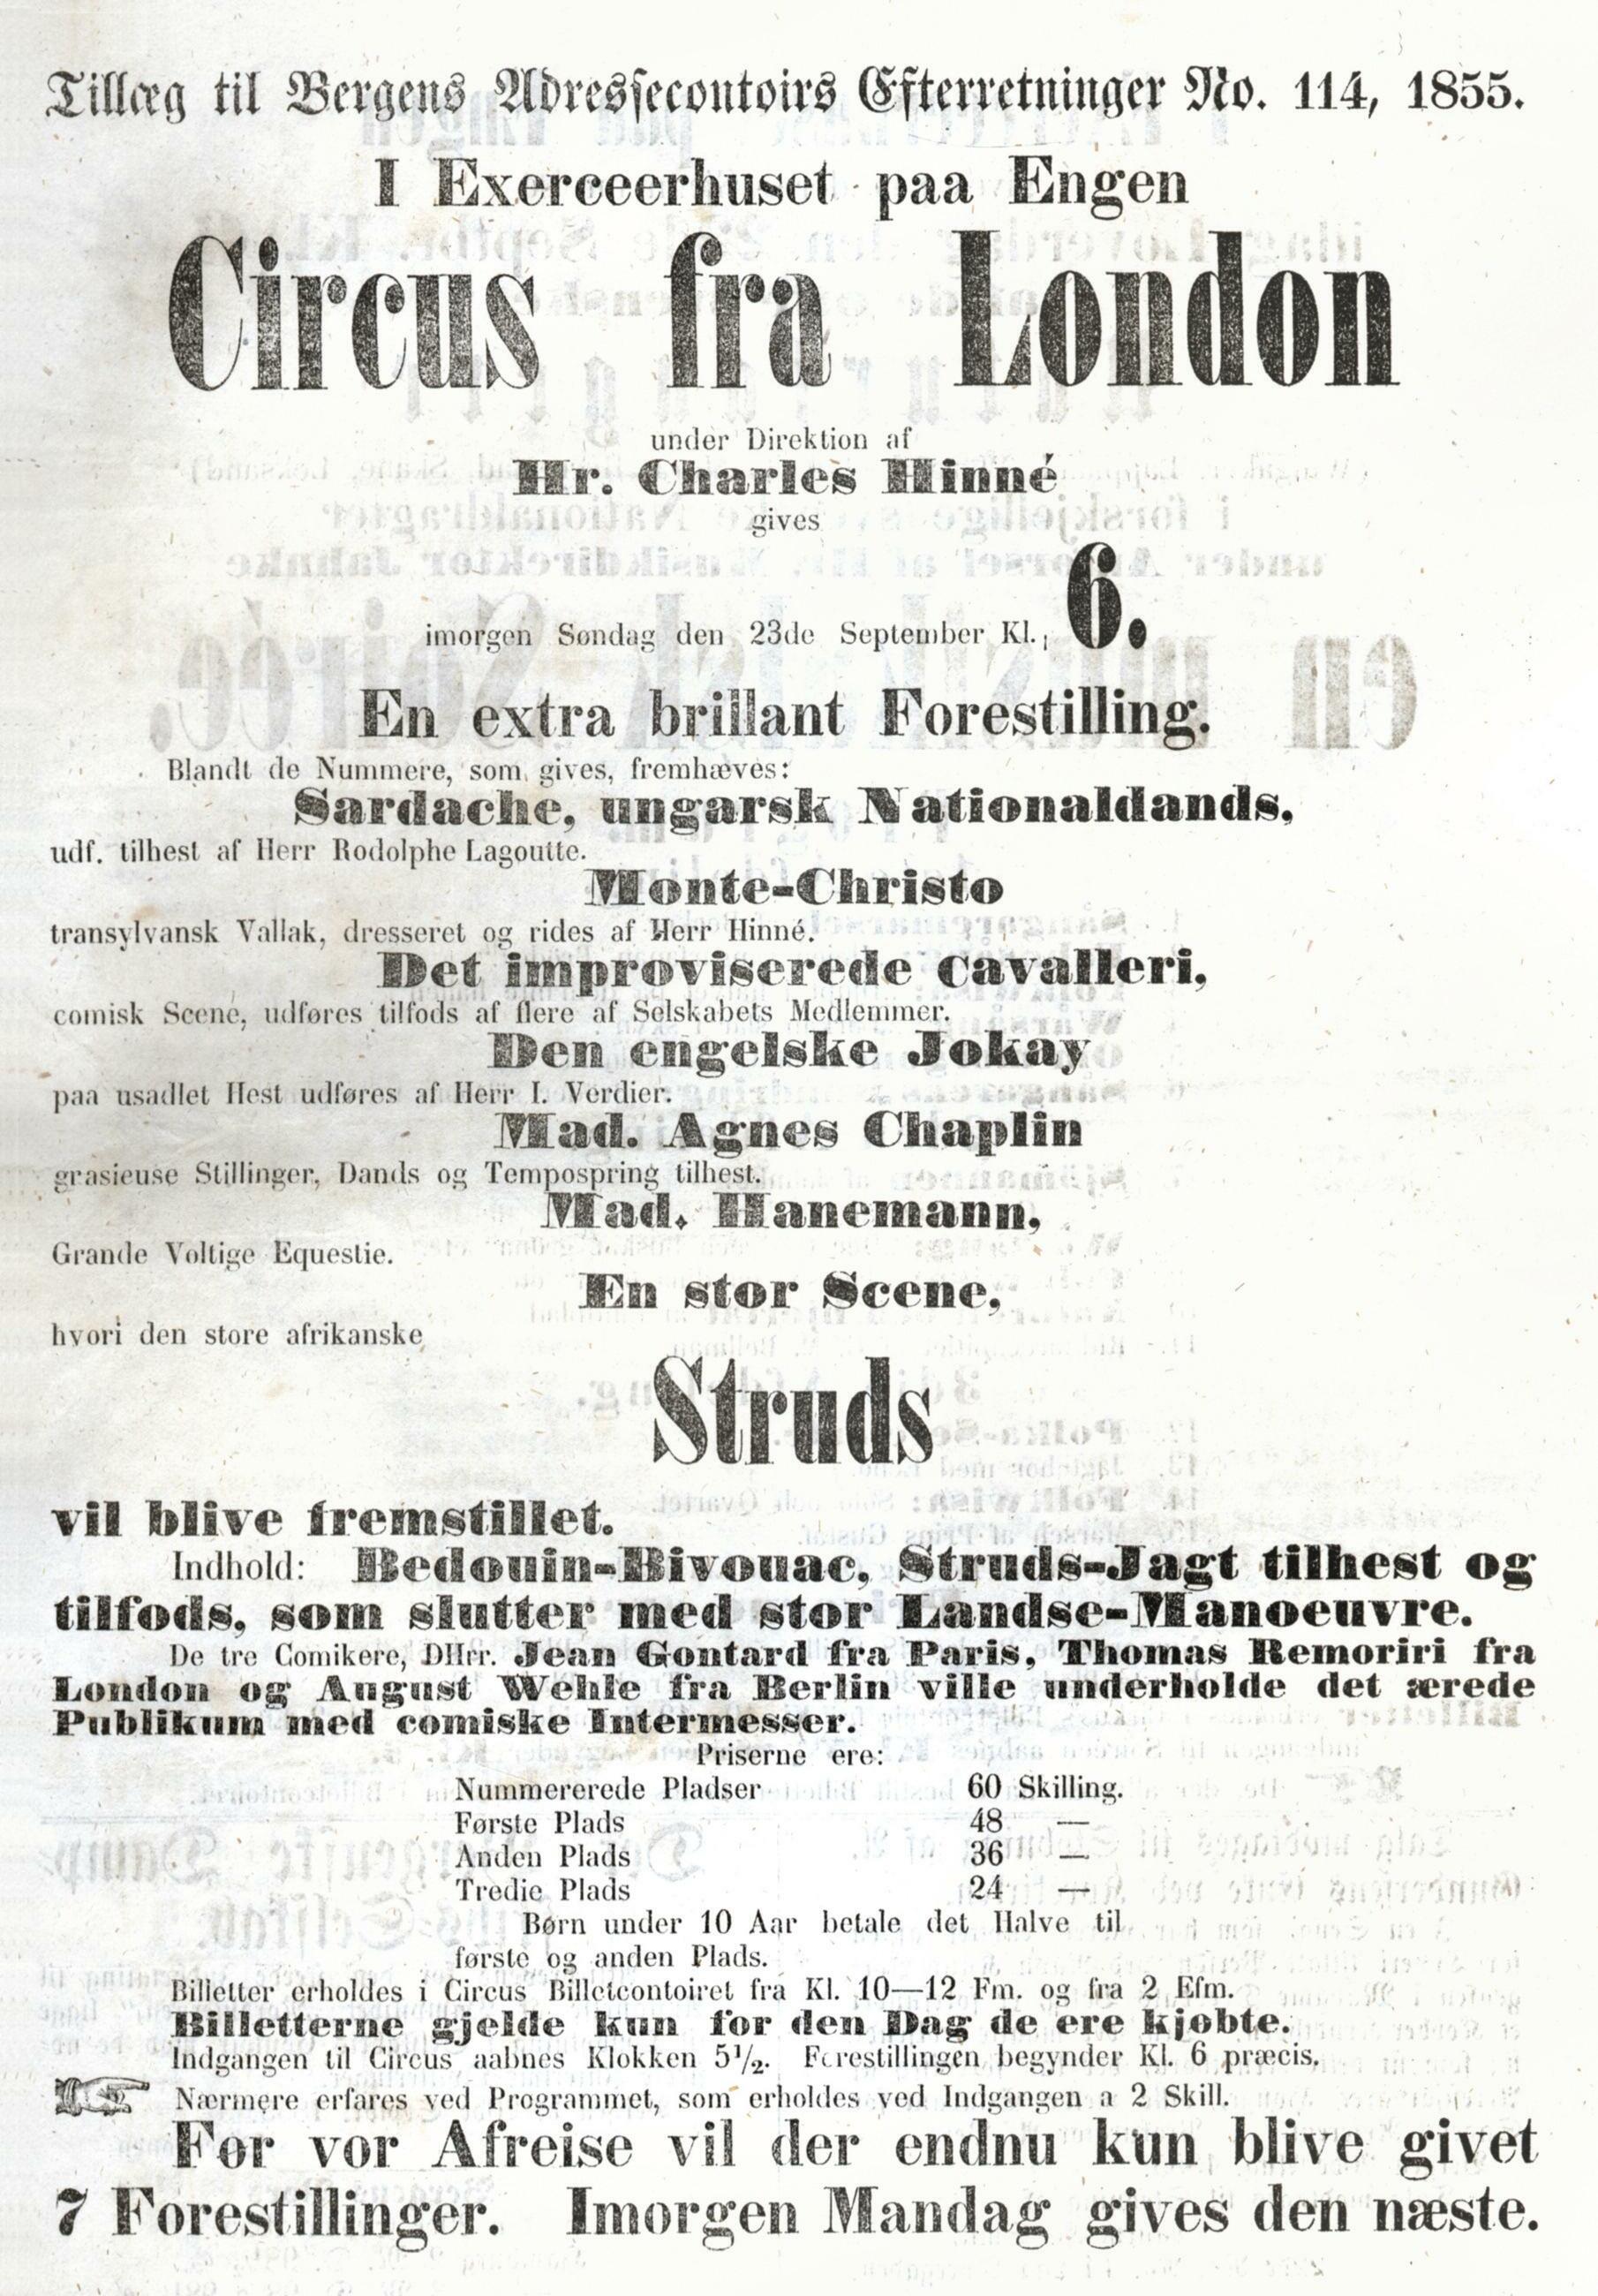 Tillæg til Bergens Adressecontoirs Efterretninger No. 114, 1855.
I Exerceerhuset paa Engen
Circus fra London
under Direktion af
Hr. Charles Hinné
gives
imorgen Søndag den 23de September Kl. 6.
En extra brillant Forestilling.
Blandt de Nummere, som gives, fremhæves:
Sardache, ungarsk Nationaldands,
udf. tilhest af Herr Rodolphe Lagoutte.
Monte-Christo
transylvansk Vallak, dresseret og rides af Herr Hinné.
Det improviserede Cavalleri,
comisk Scene, udføres tilfods af flere af Selskabets Medlemmer.
Den engelske Jokay
paa usadlet Hest udføres af Herr I. Verdier.
Mad. Agnes Chaplin
grasieuse Stillinger, Dands og Tempospring tilhest.
Mad. Hanemann,
Grande Voltige Equestie.
En stor Scene,
hvori den store afrikanske
Struds
vil blive fremstillet.
Indhold: Bedouin-Bivouac, Struds-Jagt tilhest og
tilfods, som slutter med stor Landse-Manoeuvre.
De tre Comikere, DHrr. Jean Gontard fra Paris, Thomas Remoriri fra
London og August Wehle fra Berlin ville underholde det ærede
Publikum med comiske Intermesser.
Priserne ere:
Nummererede Pladser 60 Skilling.
Første Plads 48 —
Anden Plads 36 —
Tredie Plads 24 —
Børn under 10 Aar betale det Halve til
første og anden Plads.
Billetter erholdes i Circus Billetcontoiret fra Kl. 10—12 Fm. og fra 2 Efm.
Billetterne gjelde kun for den Dag de ere kjøbte.
Indgangen til Circus aabnes Klokken 5½. Forestillingen begynder Kl. 6 præcis.
Nærmere erfares ved Programmet, som erholdes ved Indgangen a 2 Skill.
Før vor Afreise vil der endnu kun blive givet
7 Forestillinger. Imorgen Mandag gives den næste.